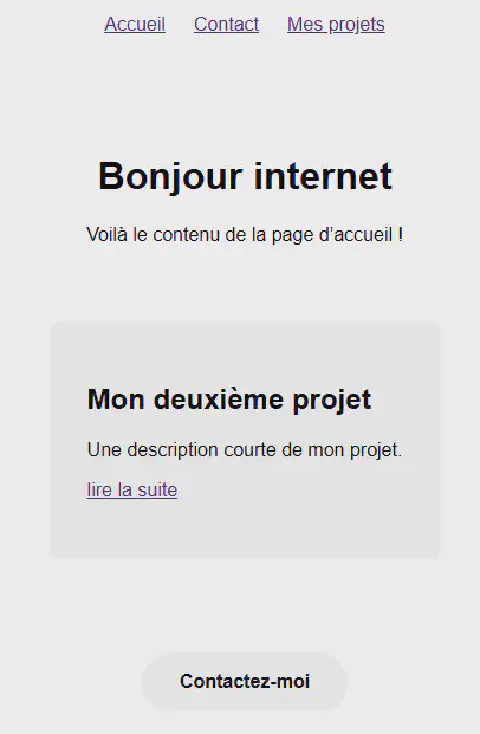 Accueil Contact Mes projets
Bonjour internet
Voilà le contenu de la page d’accueil !
Mon deuxième projet
Une description courte de mon projet.
lire la suite
Contactez-moi